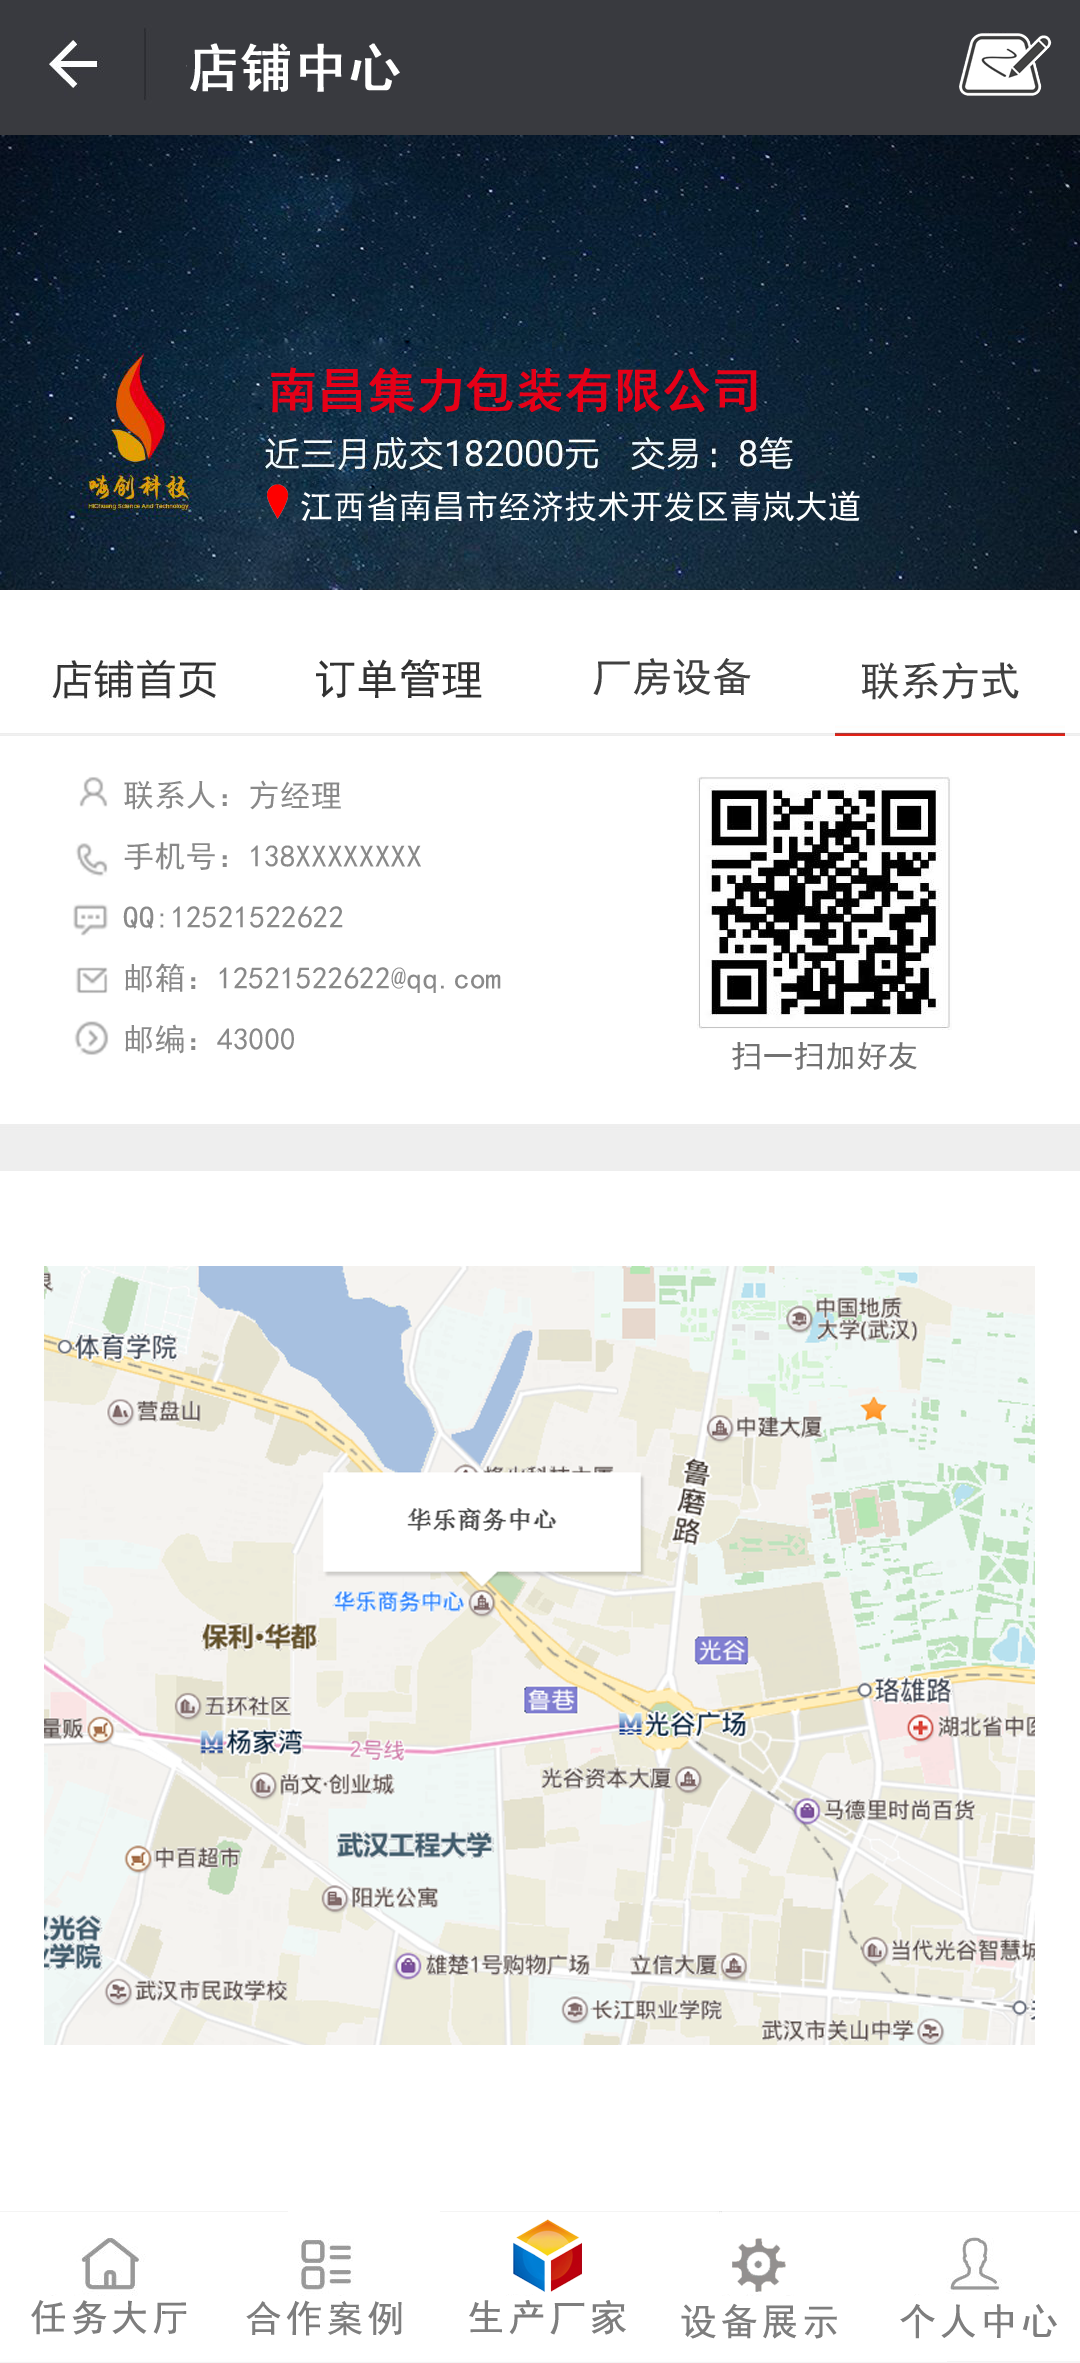 店铺中心
南昌集力包装有限公司
近三月成交182000元 交易：8笔
江西省南昌市经济技术开发区青岚大道
嗨创科技
HiChuang Science And Technology
店铺首页 订单管理 厂房设备 联系方式
联系人：方经理
手机号：138XXXXXXXX
QQ:12521522622
邮箱：12521522622@qq.com
邮编：43000
扫一扫加好友
中国地质
大学(武汉)
体育学院
营盘山
中建大厦
鲁磨路
华乐商务中心
华乐商务中心
保利·华都
光谷
珞雄路
鲁巷
五环社区
光谷广场
量贩
杨家湾
2号线
湖北省中医
光谷资本大厦
尚文·创业城
马德里时尚百货
武汉工程大学
中百超市
阳光公寓
光谷
学院
当代光谷智慧城
雄楚1号购物广场
立信大厦
武汉市民政学校
长江职业学院
武汉市关山中学
任务大厅 合作案例 生产厂家 设备展示 个人中心